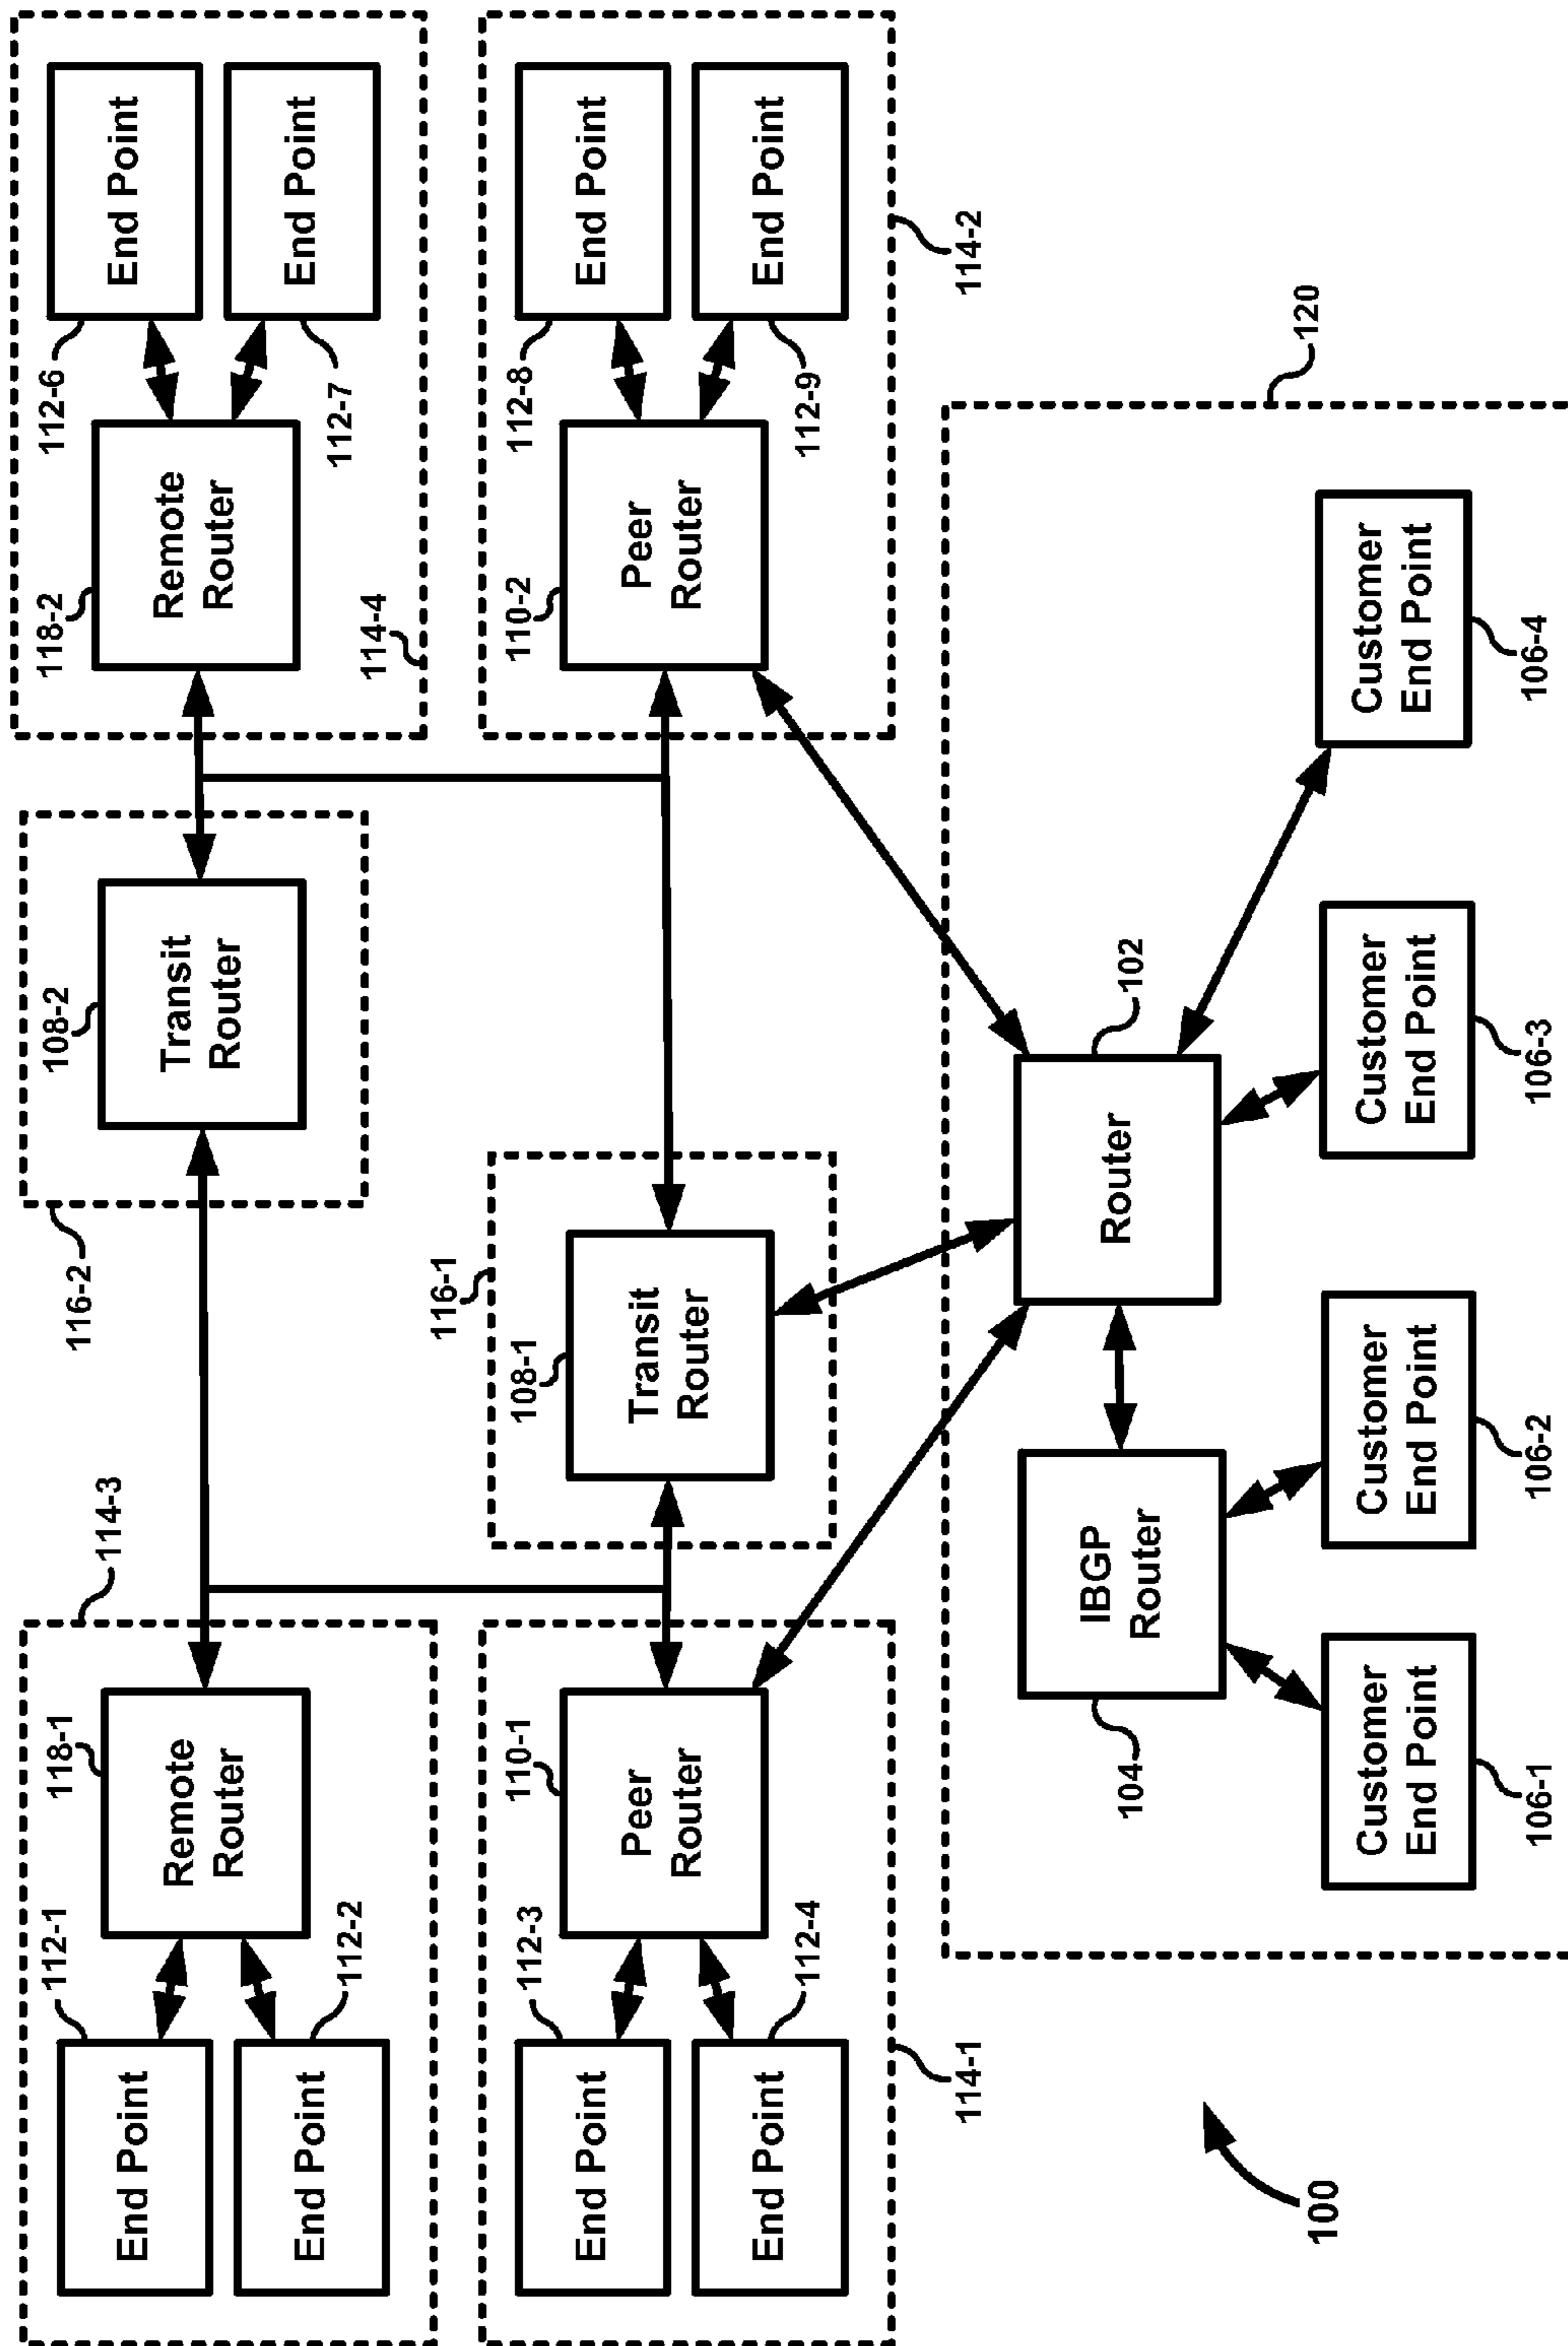 112-1
End Point
End Point
112-2
118-1
Remote
Router
114-3
116-2
108-2
Transit
Router
118-2
Remote
Router
114-4
112-6
End Point
112-7
End Point
112-3
End Point
End Point
112-4
110-1
Peer
Router
114-1
116-1
108-1
Transit
Router
110-2
Peer
Router
112-8
End Point
112-9
End Point
114-2
100
104
IBGP
Router
Router
102
120
Customer
End Point
106-1
Customer
End Point
106-2
Customer
End Point
106-3
Customer
End Point
106-4